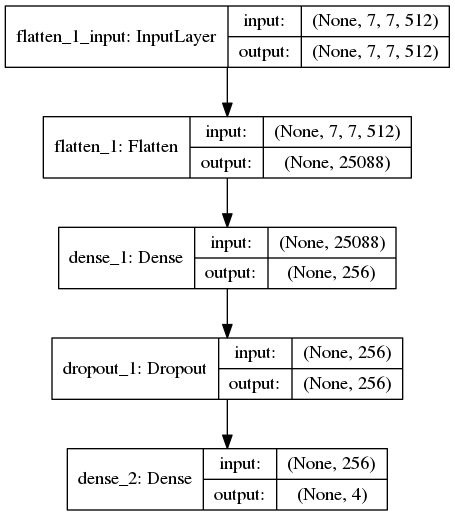 flatten_1_input: InputLayer
input: (None, 7, 7, 512)
output: (None, 7, 7, 512)
flatten_1: Flatten
input: (None, 7, 7, 512)
output: (None, 25088)
dense_1: Dense
input: (None, 25088)
output: (None, 256)
dropout_1: Dropout
input: (None, 256)
output: (None, 256)
dense_2: Dense
input: (None, 256)
output: (None, 4)